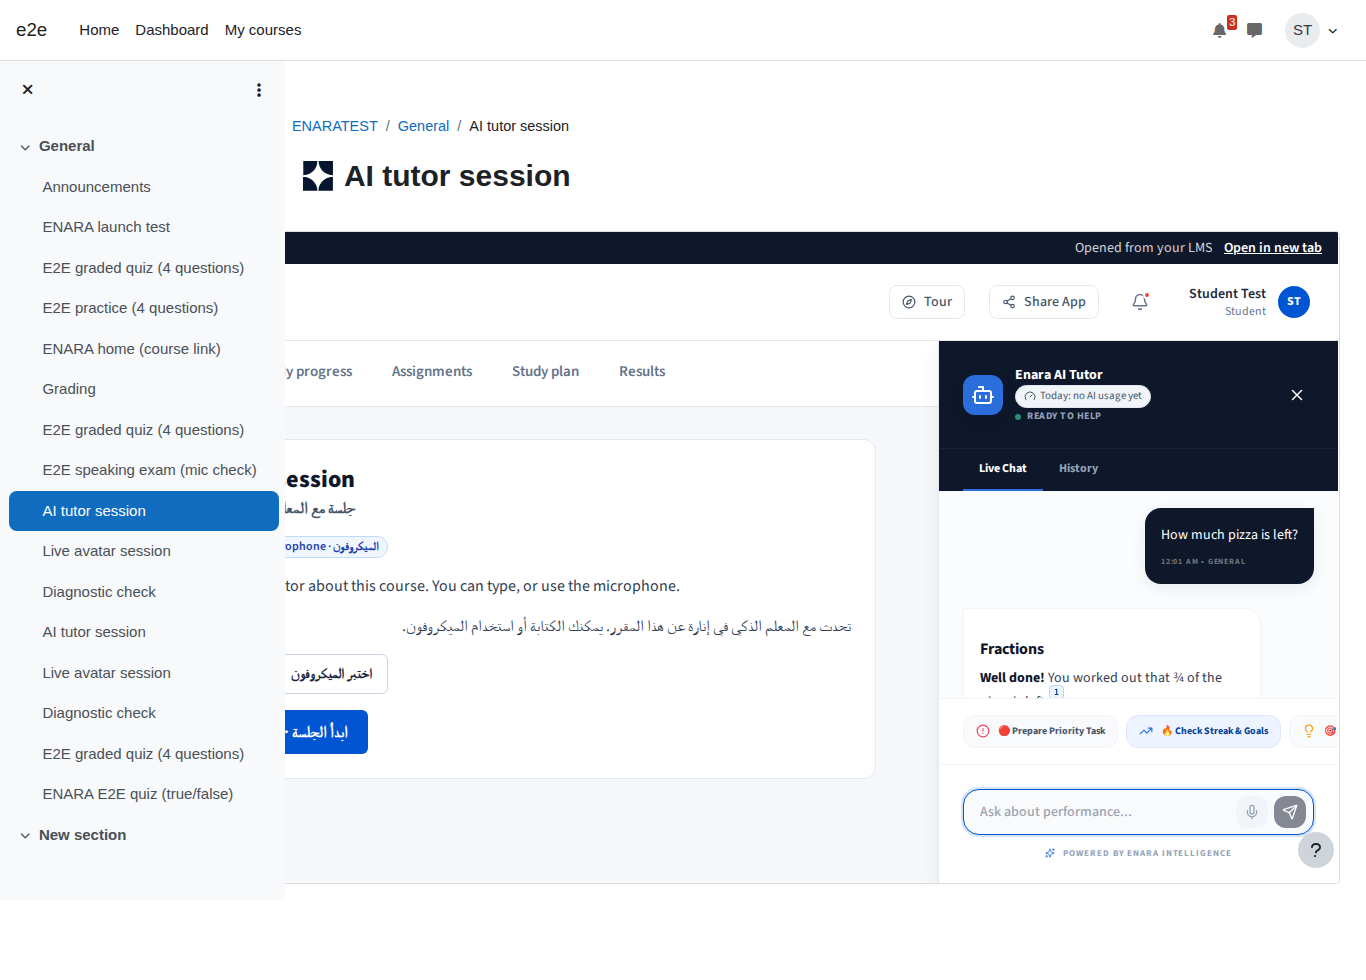 e2e Home Dashboard My courses 3 ST
General
Announcements
ENARA launch test
E2E graded quiz (4 questions)
E2E practice (4 questions)
ENARA home (course link)
Grading
E2E graded quiz (4 questions)
E2E speaking exam (mic check)
AI tutor session
Live avatar session
Diagnostic check
AI tutor session
Live avatar session
Diagnostic check
E2E graded quiz (4 questions)
ENARA E2E quiz (true/false)
New section
ENARATEST / General / AI tutor session
AI tutor session
Opened from your LMS Open in new tab
Tour Share App Student Test ST
Student
y progress Assignments Study plan Results
ession
جلسة مع المعا
ophone · الميكروفون
tor about this course. You can type, or use the microphone.
تحدث مع المعلم الذكي في إنارة عن هذا المقرر. يمكنك الكتابة أو استخدام الميكروفون.
اختبر الميكروفون
ابدأ الجلسة ·
Enara AI Tutor
Today: no AI usage yet
READY TO HELP
Live Chat History
How much pizza is left?
12:01 AM • GENERAL
Fractions
Well done! You worked out that ¾ of the
1
Prepare Priority Task Check Streak & Goals
Ask about performance...
POWERED BY ENARA INTELLIGENCE
?